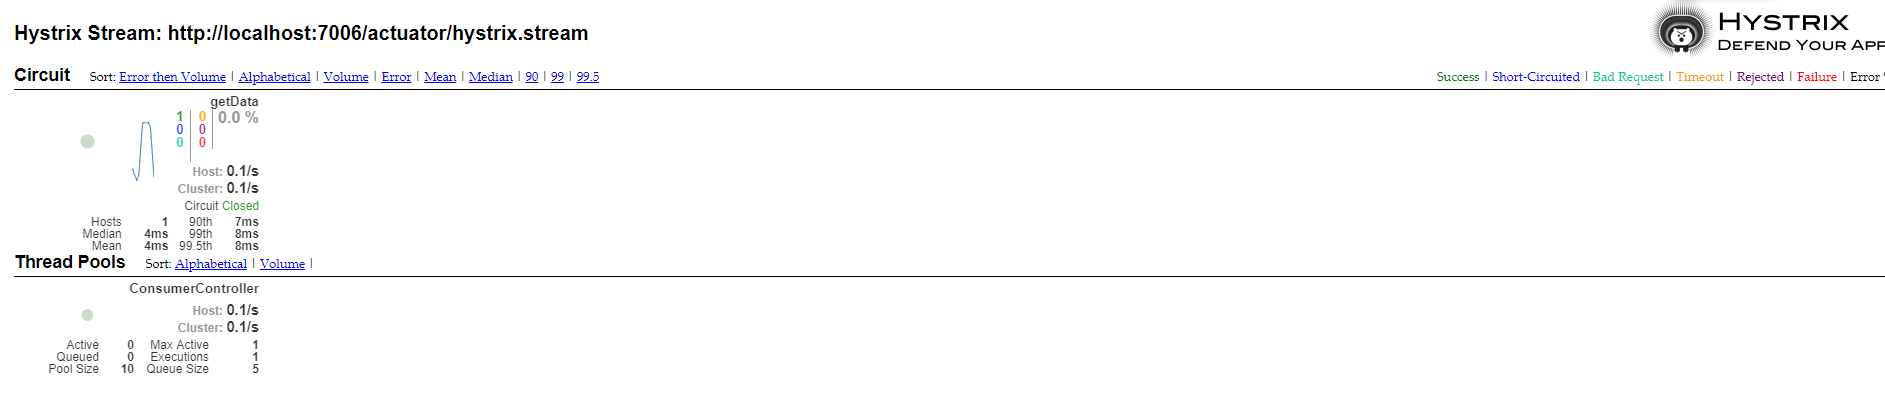 Hystrix Stream: http://localhost:7006/actuator/hystrix.stream
HYSTRIX
DEFEND YOUR APP
Circuit Sort: Error then Volume | Alphabetical | Volume | Error | Mean | Median | 90 | 99 | 99.5
Success | Short-Circuited | Bad Request | Timeout | Rejected | Failure | Error
getData
1 0 0.0 %
0 0
0 0
Host: 0.1/s
Cluster: 0.1/s
Circuit Closed
Hosts 1 90th 7ms
Median 4ms 99th 8ms
Mean 4ms 99.5th 8ms
Thread Pools Sort: Alphabetical | Volume |
ConsumerController
Host: 0.1/s
Cluster: 0.1/s
Active 0 Max Active 1
Queued 0 Executions 1
Pool Size 10 Queue Size 5